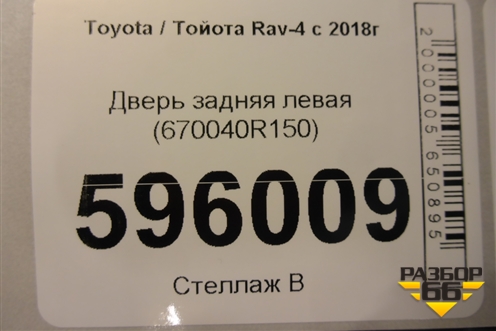 Toyota / Тойота Rav-4 с 2018г
Дверь задняя левая
(670040R150)
596009
Стеллаж В
2000005650895
РАЗБОР
66